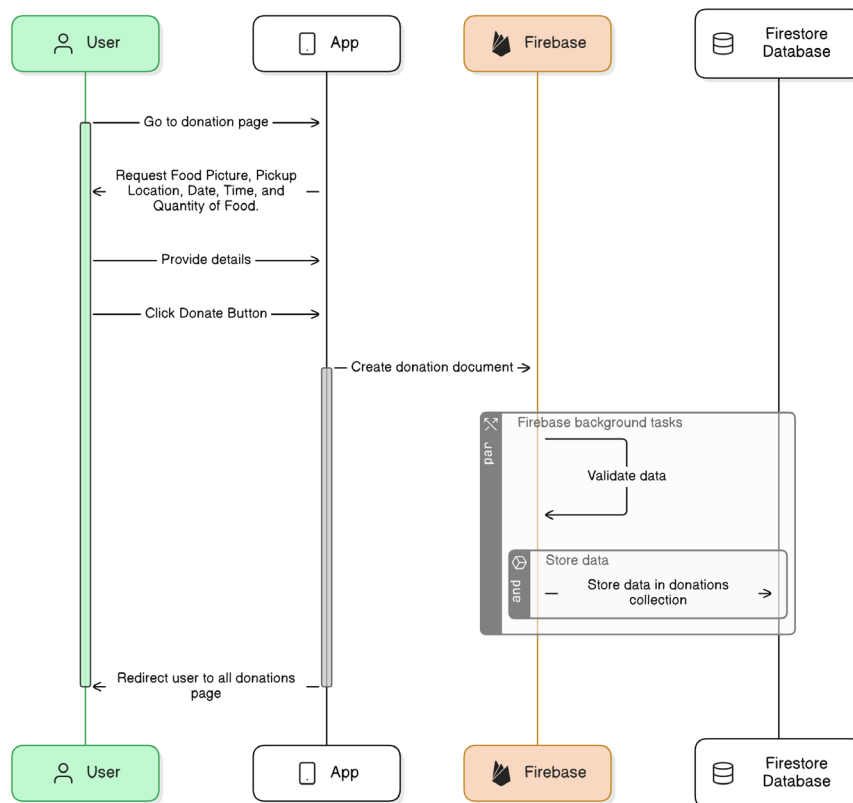 User
App
Firebase
Firestore
Database
Go to donation page
Request Food Picture, Pickup
Location, Date, Time, and
Quantity of Food.
Provide details
Click Donate Button
Create donation document
par
Firebase background tasks
Validate data
and
Store data
Store data in donations
collection
Redirect user to all donations
page
User
App
Firebase
Firestore
Database